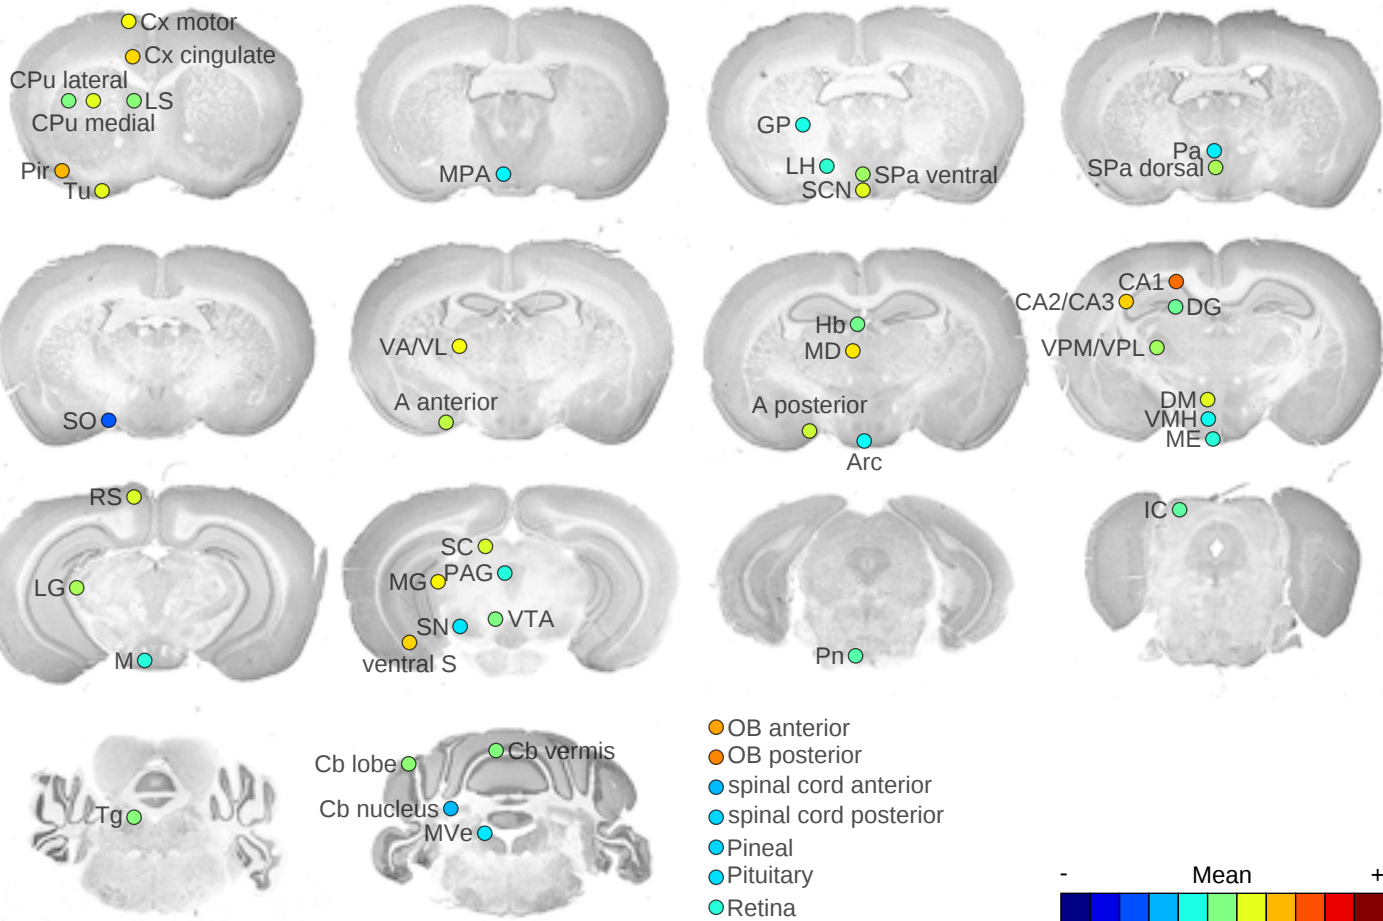 Cx motor
Cx cingulate
CPu lateral
LS
CPu medial
Pir
Tu
MPA
GP
LH
SPa ventral
SCN
Pa
SPa dorsal
SO
VA/VL
A anterior
Hb
MD
A posterior
Arc
CA1
CA2/CA3
DG
VPM/VPL
DM
VMH
ME
RS
LG
M
SC
MG
PAG
SN
VTA
ventral S
Pn
IC
Tg
Cb lobe
Cb vermis
Cb nucleus
MVe
OB anterior
OB posterior
spinal cord anterior
spinal cord posterior
Pineal
Pituitary
Retina
- Mean +